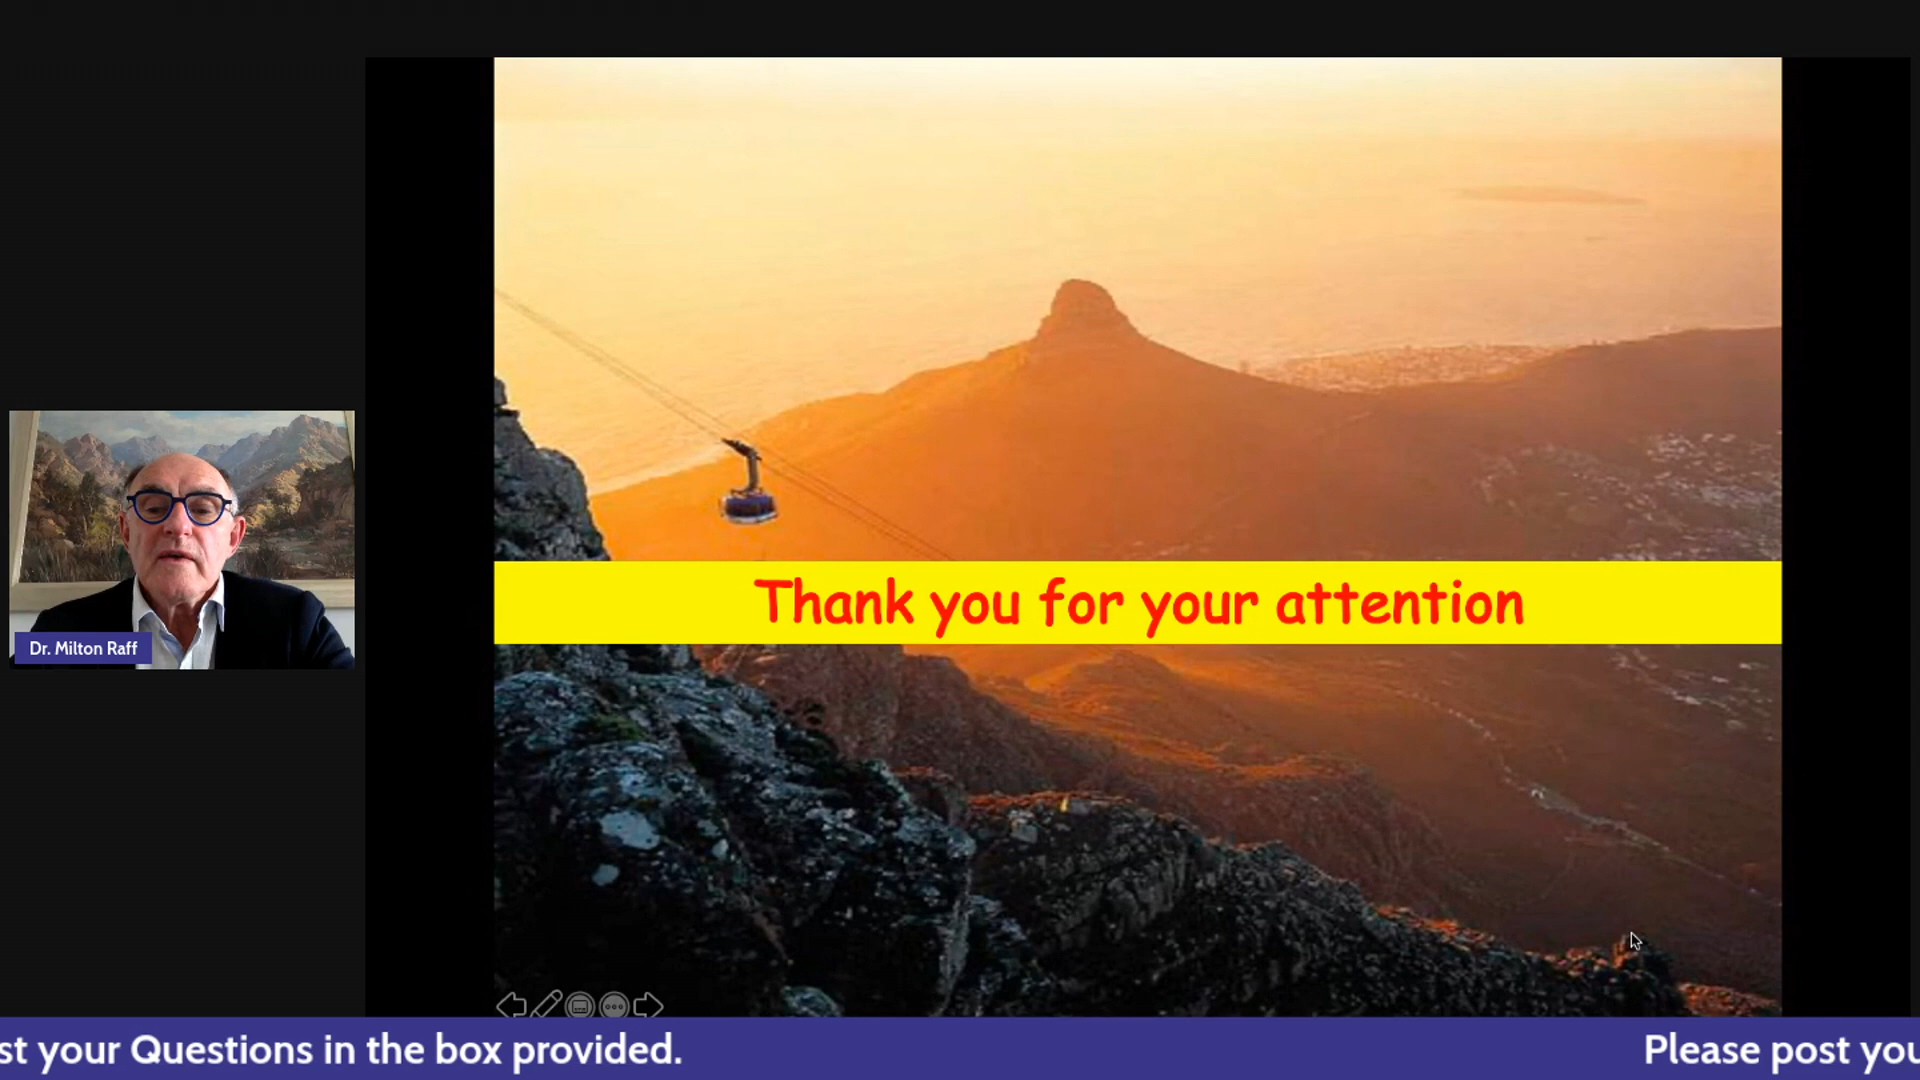 Thank you for your attention
Dr. Milton Raff
st your Questions in the box provided.
Please post you